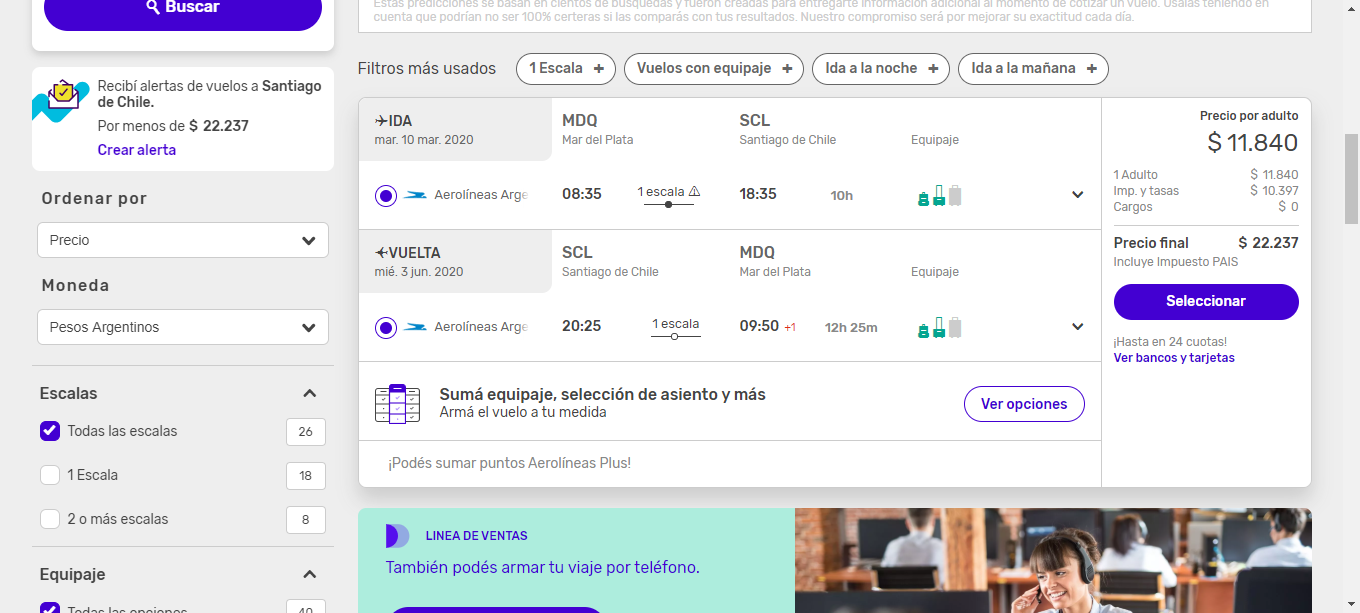 Buscar
Estas predicciones se basan en cientos de búsquedas y fueron creadas para entregarte información adicional al momento de cotizar un vuelo. Usalas teniendo en
cuenta que podrían no ser 100% certeras si las comparás con tus resultados. Nuestro compromiso será por mejorar su exactitud cada día.
Recibí alertas de vuelos a Santiago
de Chile.
Por menos de $ 22.237
Crear alerta
Ordenar por
Precio
Moneda
Pesos Argentinos
Escalas
Todas las escalas 26
1 Escala 18
2 o más escalas 8
Equipaje
Todas las opciones 40
Filtros más usados 1 Escala + Vuelos con equipaje + Ida a la noche + Ida a la mañana +
IDA MDQ SCL
mar. 10 mar. 2020 Mar del Plata Santiago de Chile Equipaje
Aerolíneas Arge 08:35 1 escala 18:35 10h
VUELTA SCL MDQ
mié. 3 jun. 2020 Santiago de Chile Mar del Plata Equipaje
Aerolíneas Arge 20:25 1 escala 09:50 +1 12h 25m
Sumá equipaje, selección de asiento y más
Armá el vuelo a tu medida
Ver opciones
¡Podés sumar puntos Aerolíneas Plus!
Precio por adulto
$ 11.840
1 Adulto $ 11.840
Imp. y tasas $ 10.397
Cargos $ 0
Precio final $ 22.237
Incluye Impuesto PAIS
Seleccionar
¡Hasta en 24 cuotas!
Ver bancos y tarjetas
LINEA DE VENTAS
También podés armar tu viaje por teléfono.